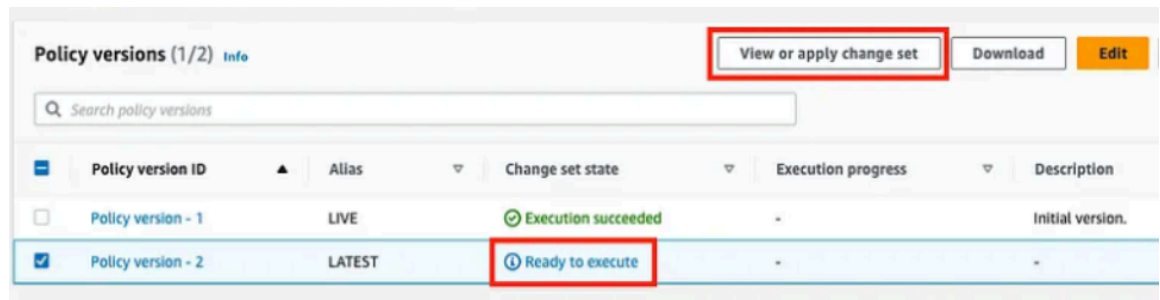 Policy versions (1/2) Info
View or apply change set
Download
Edit
Search policy versions
Policy version ID Alias Change set state Execution progress Description
Policy version - 1 LIVE Execution succeeded - Initial version.
Policy version - 2 LATEST Ready to execute - -